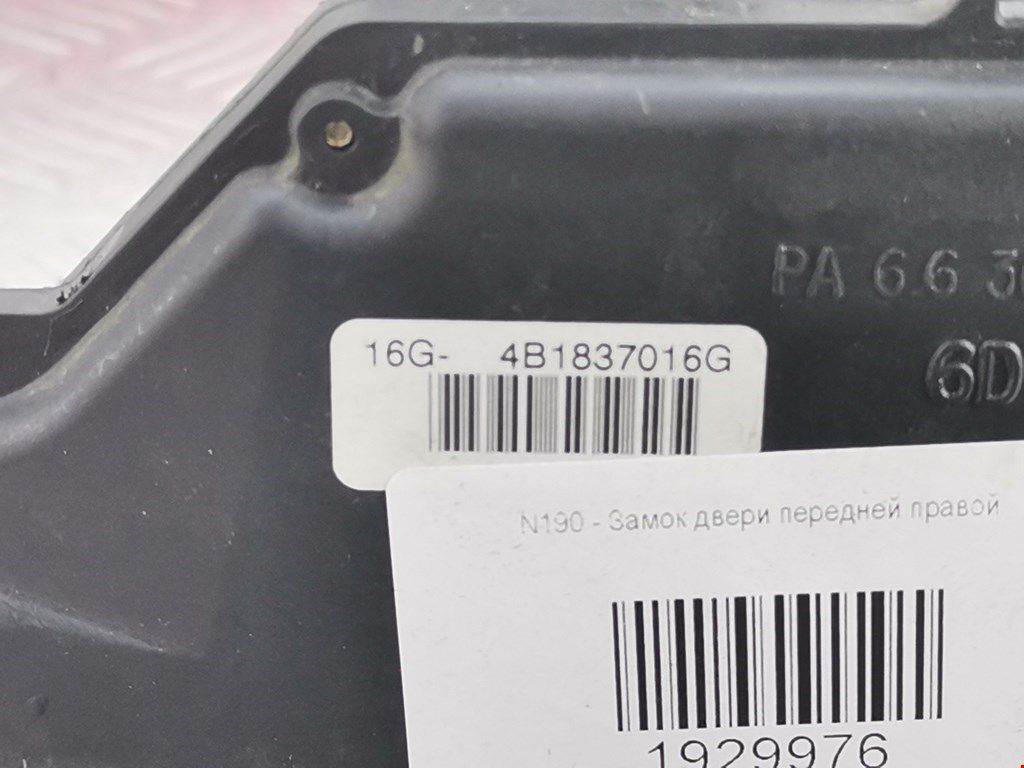 PA 6.6
6D
16G- 4B1837016G
N190 - Замок двери передней правой
1929976